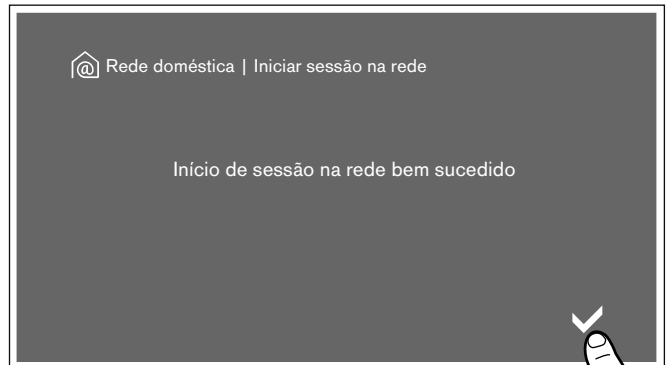 Rede doméstica | Iniciar sessão na rede
Início de sessão na rede bem sucedido